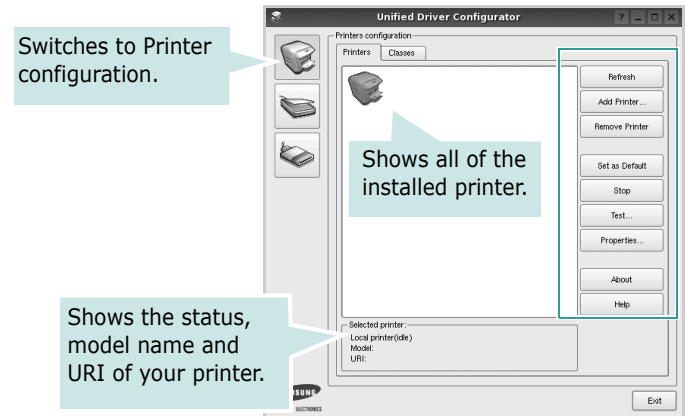 Unified Driver Configurator
Switches to Printer
configuration.
Printers configuration
Printers
Classes
Refresh
Add Printer...
Remove Printer
Shows all of the
installed printer.
Set as Default
Stop
Test...
Properties...
About
Help
Shows the status,
model name and
URI of your printer.
Selected printer:
Local printer(idle)
Model:
URI:
ELECTRONICS
Exit